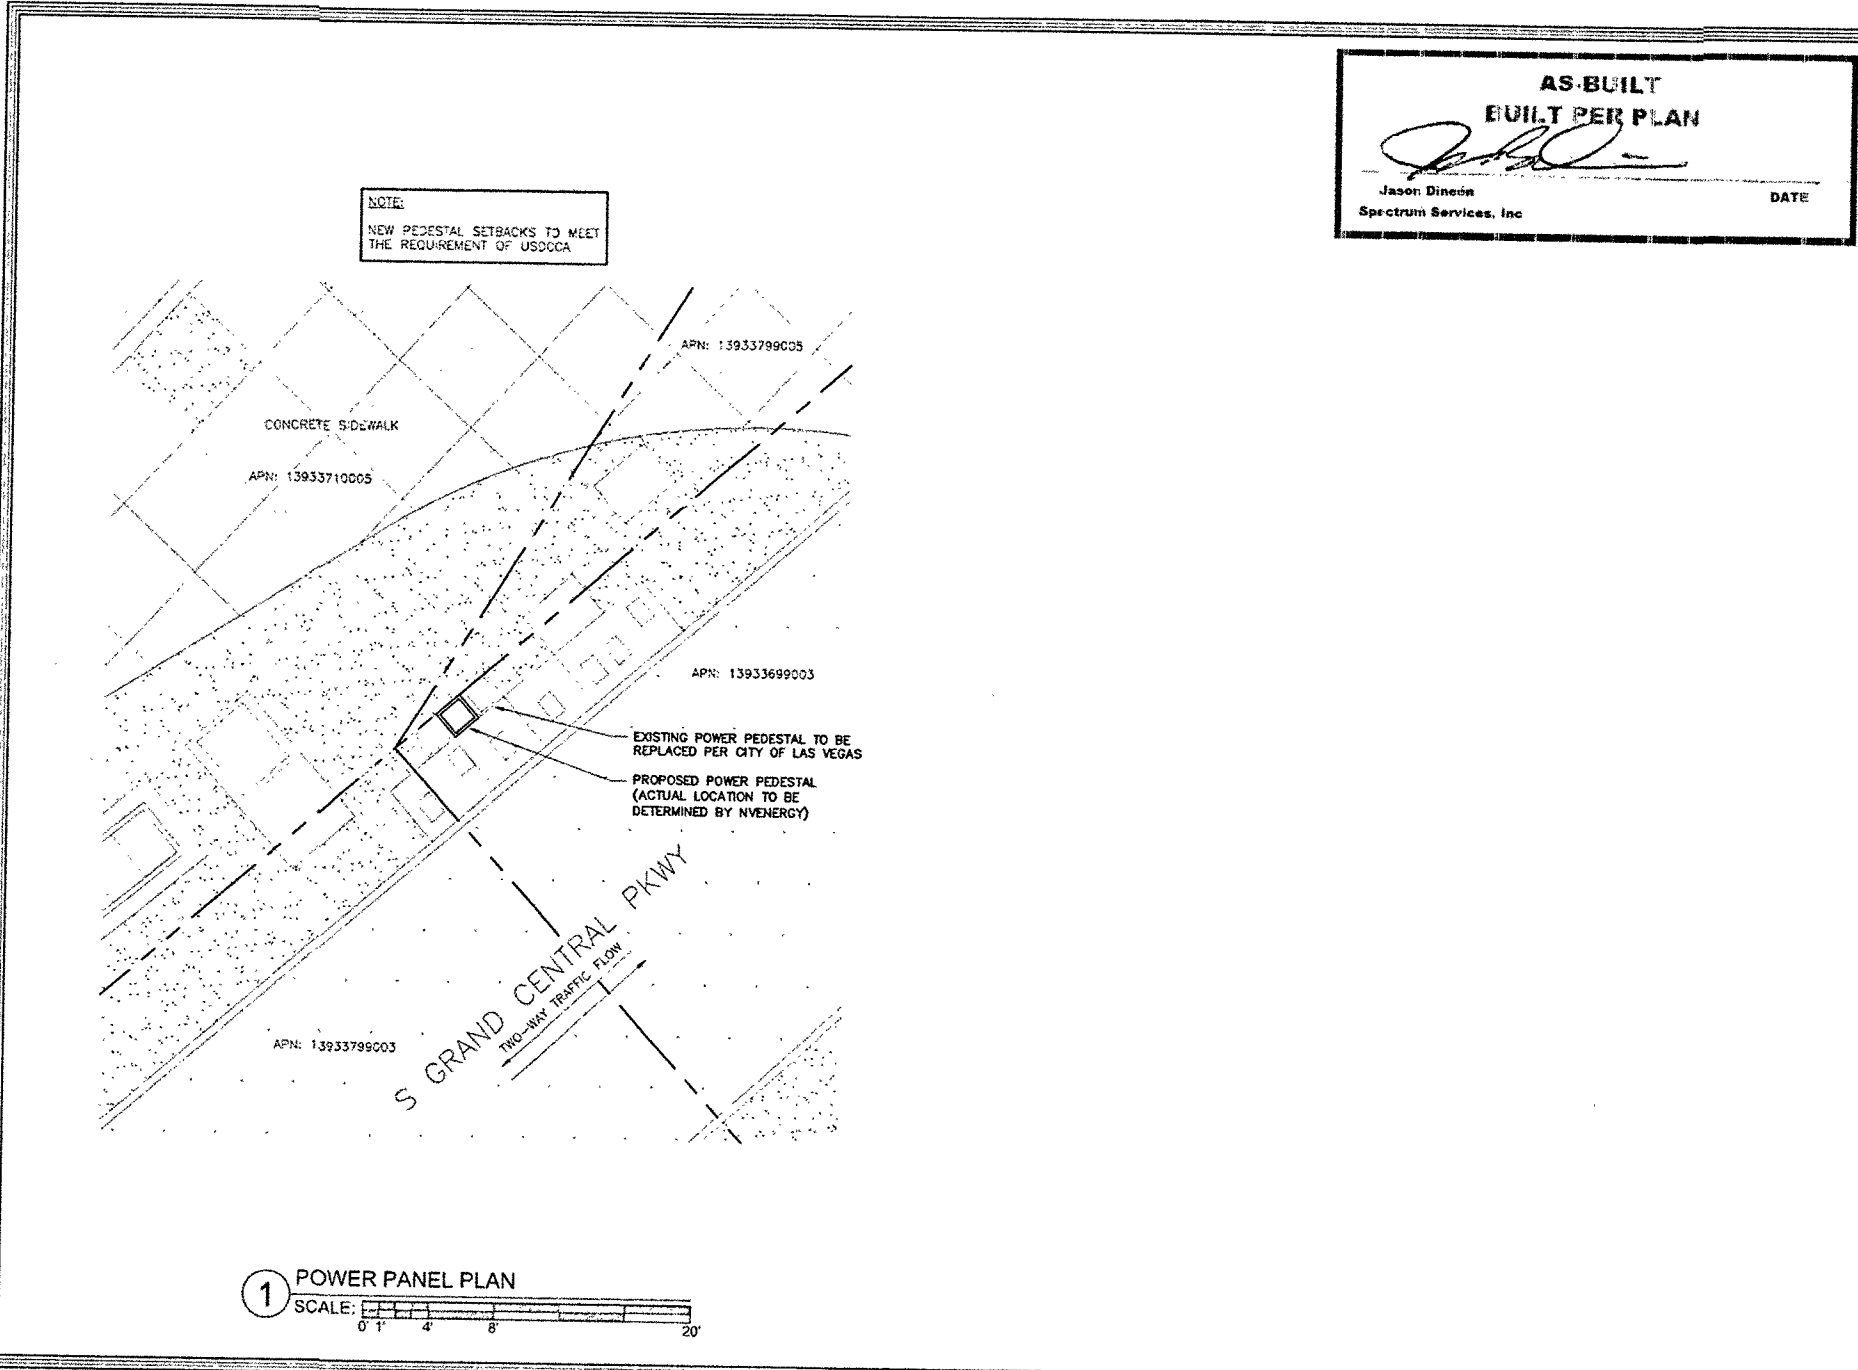 AS-BUILT
BUILT PER PLAN
Jason Dineen
DATE
Spectrum Services, Inc
NOTE:
NEW PEDESTAL SETBACKS TO MEET
THE REQUIREMENT OF USDCCA
APN: 13933799005
CONCRETE SIDEWALK
APN: 13933710005
APN: 13933699003
EXISTING POWER PEDESTAL TO BE
REPLACED PER CITY OF LAS VEGAS
PROPOSED POWER PEDESTAL
(ACTUAL LOCATION TO BE
DETERMINED BY NVENERGY)
S GRAND CENTRAL PKWY
TWO-WAY TRAFFIC FLOW
APN: 13933799003
1
POWER PANEL PLAN
SCALE:
0' 1' 4' 8' 20'